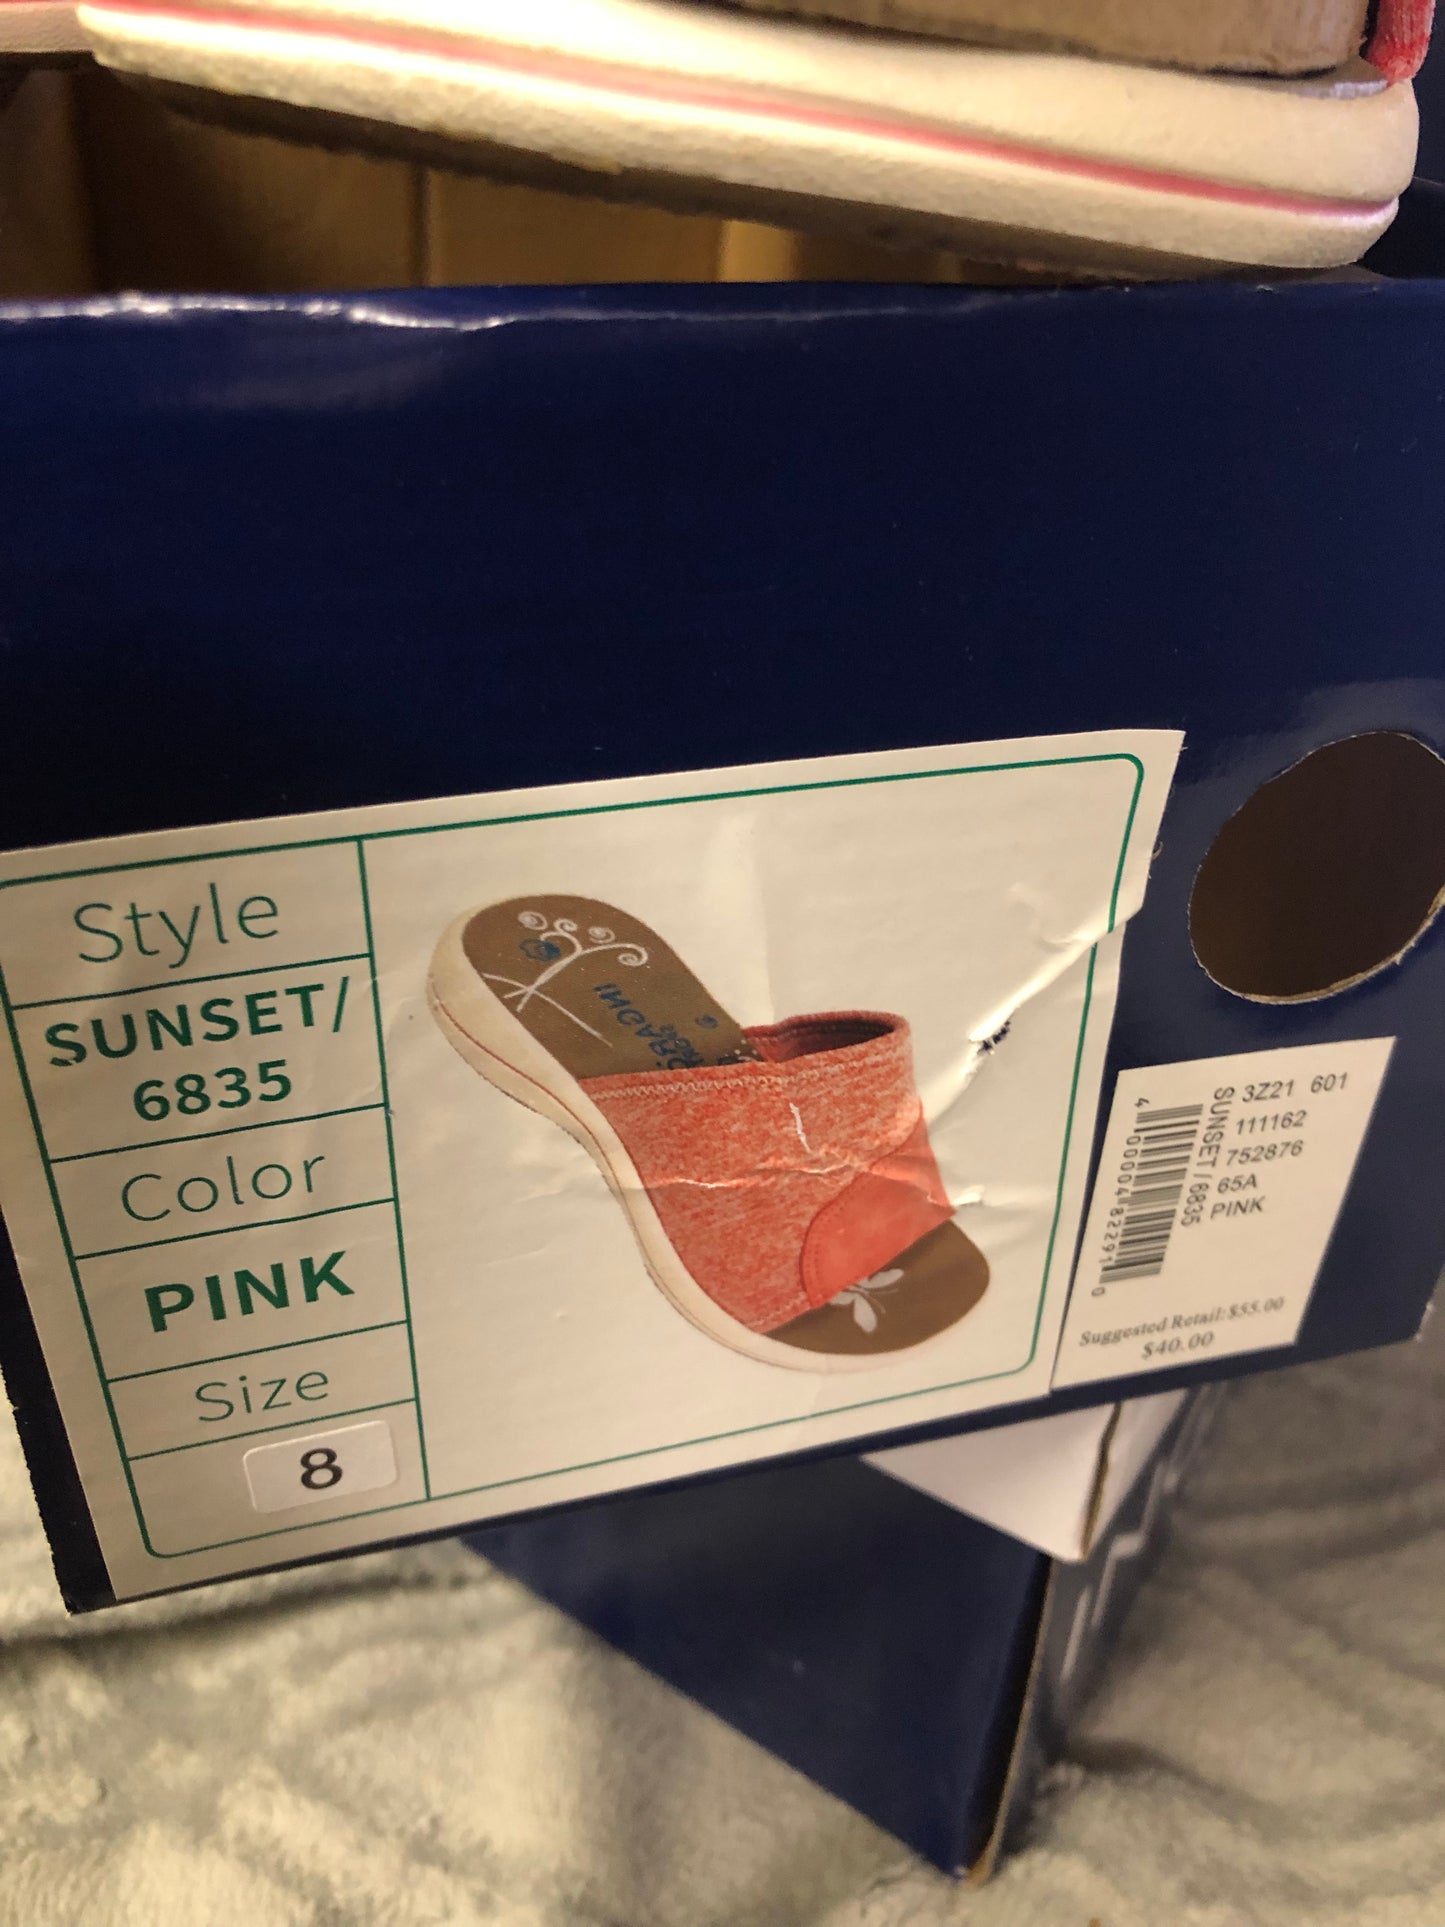 Style
SUNSET/
6835
Color
PINK
Size
8
S 3Z21 601
111162
752876
65A
PINK
SUNSET / 6835
Suggested Retail: $55.00
$40.00